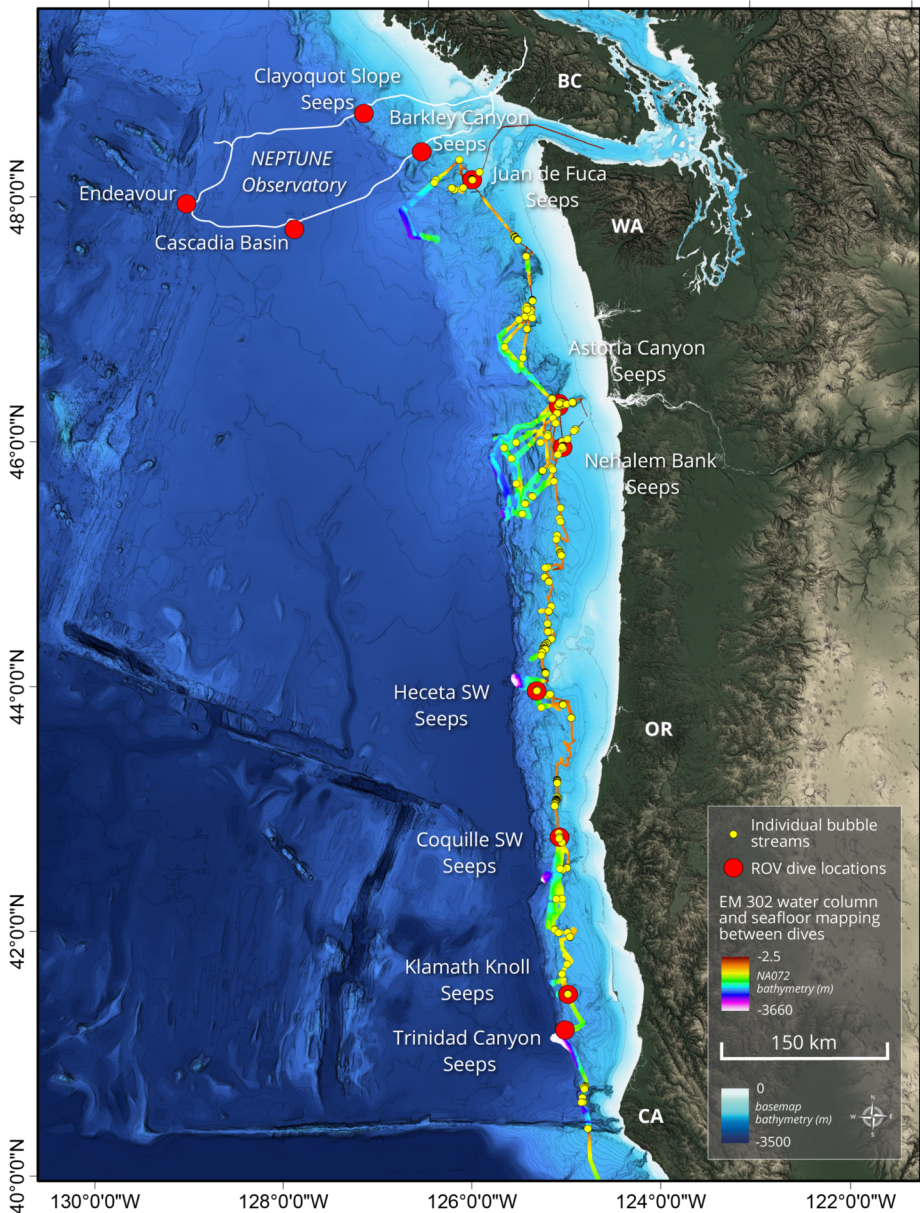 Clayoquot Slope
Seeps
BC
Barkley Canyon
Seeps
NEPTUNE
Observatory
Endeavour
Juan de Fuca
Seeps
Cascadia Basin
WA
Astoria Canyon
Seeps
Nehalem Bank
Seeps
Heceta SW
Seeps
OR
Coquille SW
Seeps
Klamath Knoll
Seeps
Trinidad Canyon
Seeps
CA
Individual bubble
streams
ROV dive locations
EM 302 water column
and seafloor mapping
between dives
-2.5
NA072
bathymetry (m)
-3660
150 km
0
basemap
bathymetry (m)
-3500
N
W E
S
48°0'0"N
46°0'0"N
44°0'0"N
42°0'0"N
40°0'0"N
130°0'0"W
128°0'0"W
126°0'0"W
124°0'0"W
122°0'0"W